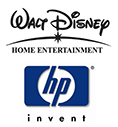 WALT DISNEY
HOME ENTERTAINMENT
hp
invent